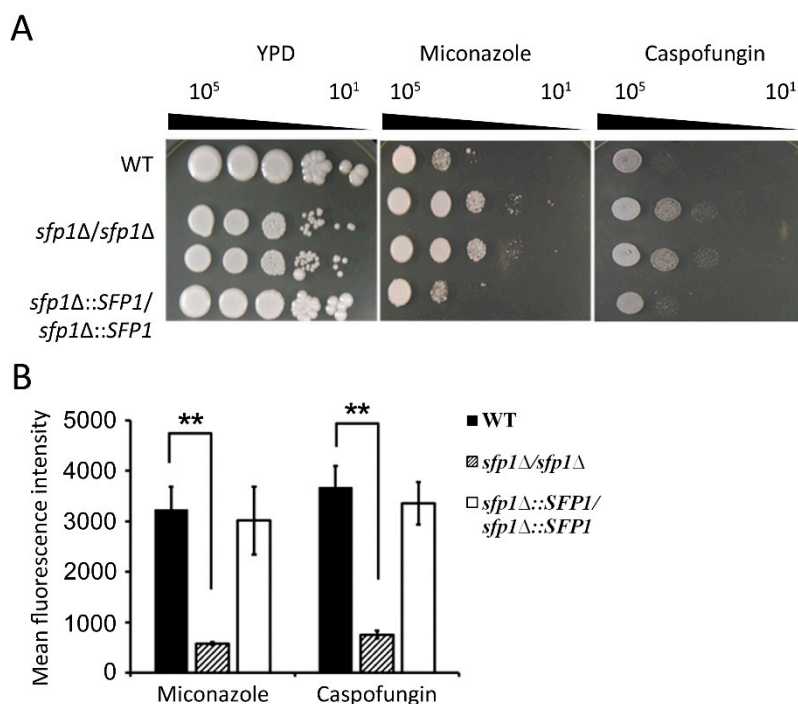 A
YPD Miconazole Caspofungin
10⁵ 10¹ 10⁵ 10¹ 10⁵ 10¹
WT
sfp1Δ/sfp1Δ
sfp1Δ::SFP1/
sfp1Δ::SFP1
B
Mean fluorescence intensity
5000
4000
3000
2000
1000
0
** **
Miconazole Caspofungin
WT
sfp1Δ/sfp1Δ
sfp1Δ::SFP1/
sfp1Δ::SFP1